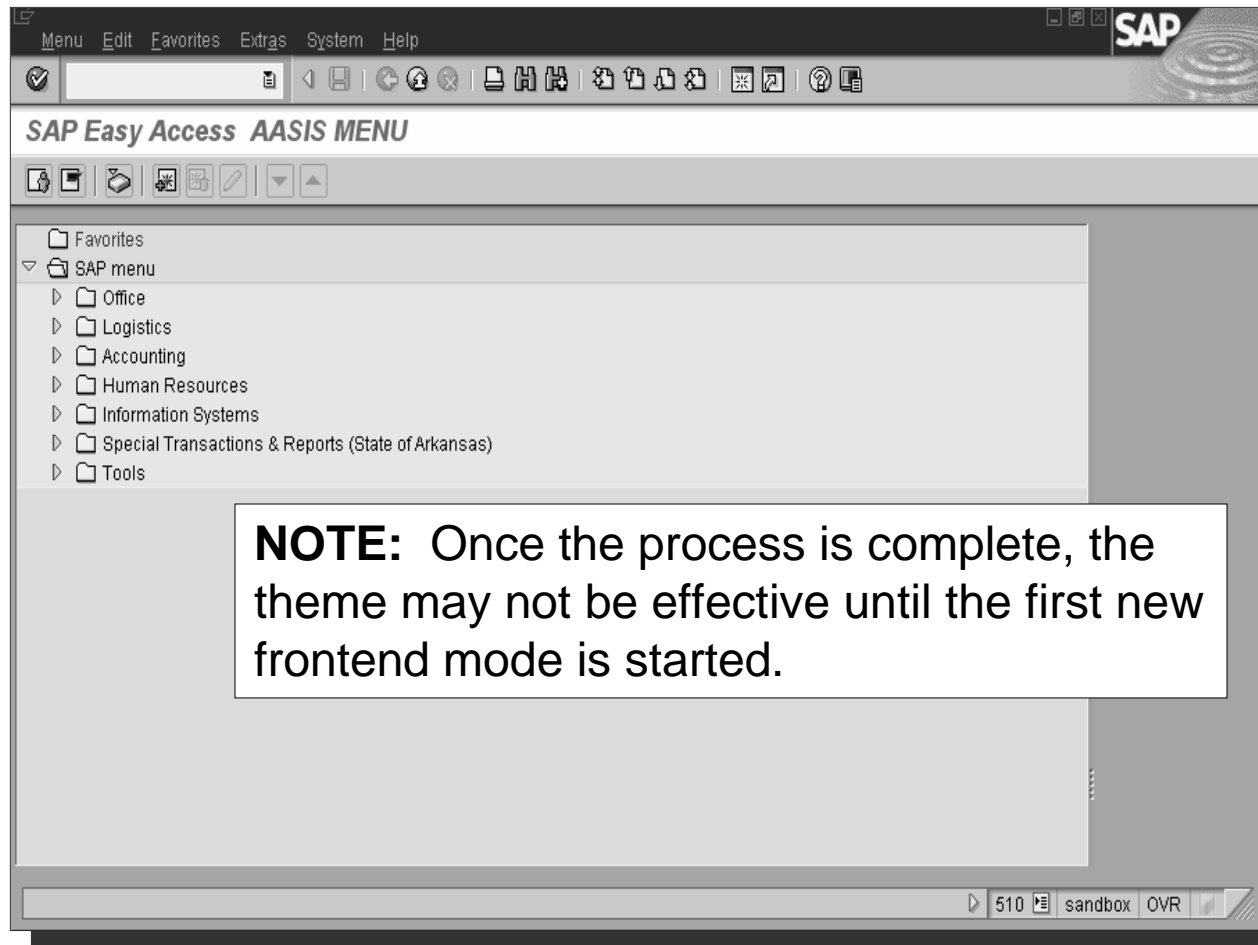 Menu Edit Favorites Extras System Help
SAP
SAP Easy Access AASIS MENU
Favorites
SAP menu
Office
Logistics
Accounting
Human Resources
Information Systems
Special Transactions & Reports (State of Arkansas)
Tools
NOTE: Once the process is complete, the
theme may not be effective until the first new
frontend mode is started.
510 sandbox OVR